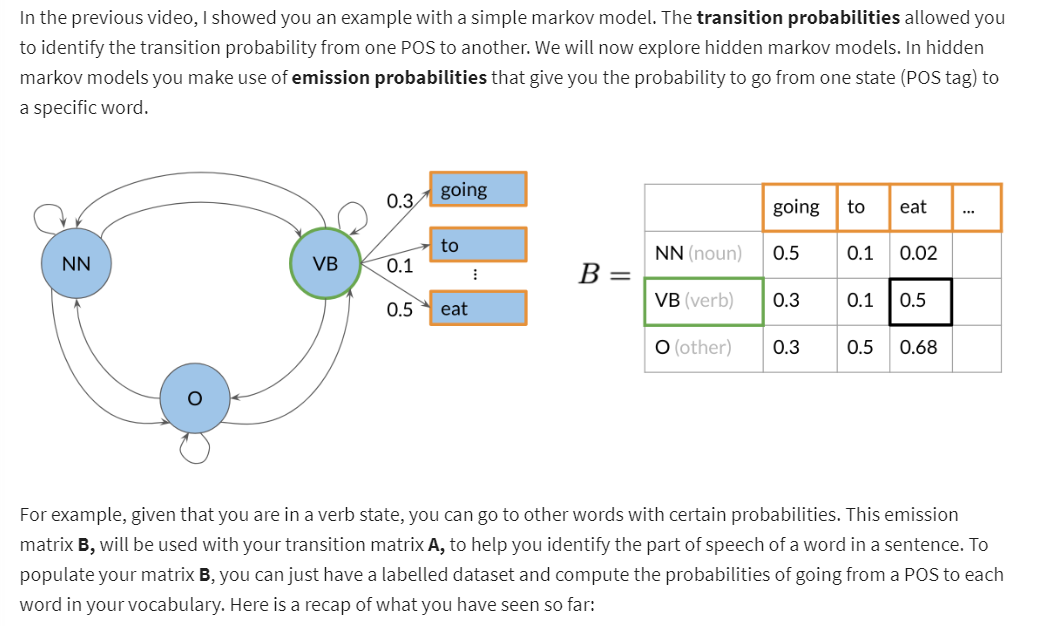 In the previous video, I showed you an example with a simple markov model. The transition probabilities allowed you
to identify the transition probability from one POS to another. We will now explore hidden markov models. In hidden
markov models you make use of emission probabilities that give you the probability to go from one state (POS tag) to
a specific word.
NN
VB
O
0.3
going
0.1
to
⋮
0.5
eat
B =
going to eat ...
NN (noun) 0.5 0.1 0.02
VB (verb) 0.3 0.1 0.5
O (other) 0.3 0.5 0.68
For example, given that you are in a verb state, you can go to other words with certain probabilities. This emission
matrix B, will be used with your transition matrix A, to help you identify the part of speech of a word in a sentence. To
populate your matrix B, you can just have a labelled dataset and compute the probabilities of going from a POS to each
word in your vocabulary. Here is a recap of what you have seen so far: